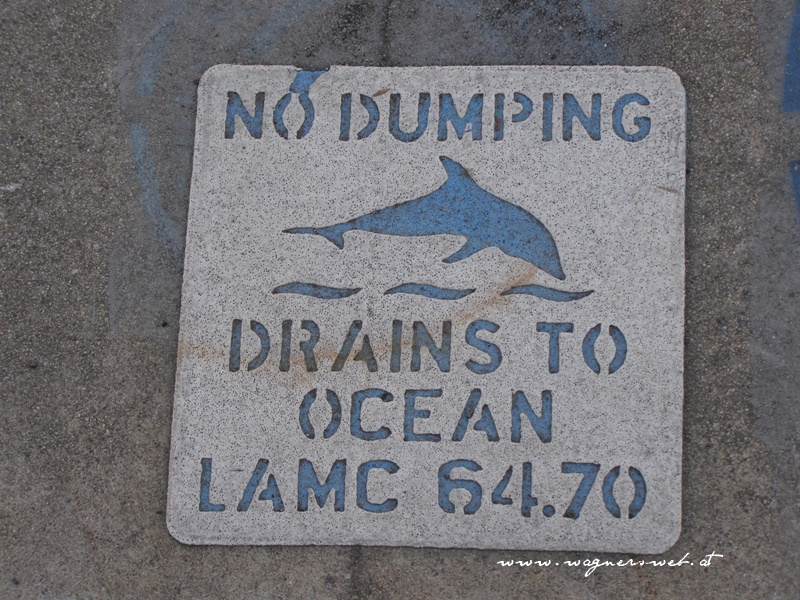 NO DUMPING
DRAINS TO
OCEAN
LAMC 64.70
www.wagnersweb.at